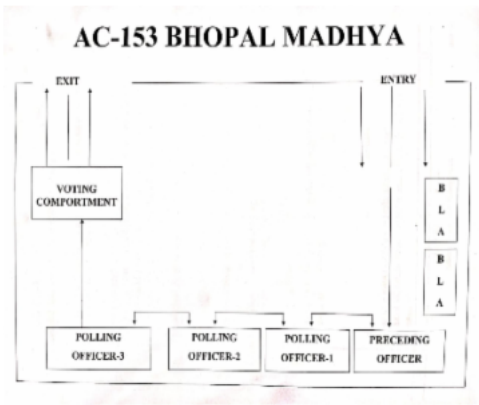 AC-153 BHOPAL MADHYA
EXIT
ENTRY
VOTING
COMPORTMENT
B
L
A
B
L
A
POLLING
OFFICER-3
POLLING
OFFICER-2
POLLING
OFFICER-1
PRECEDING
OFFICER